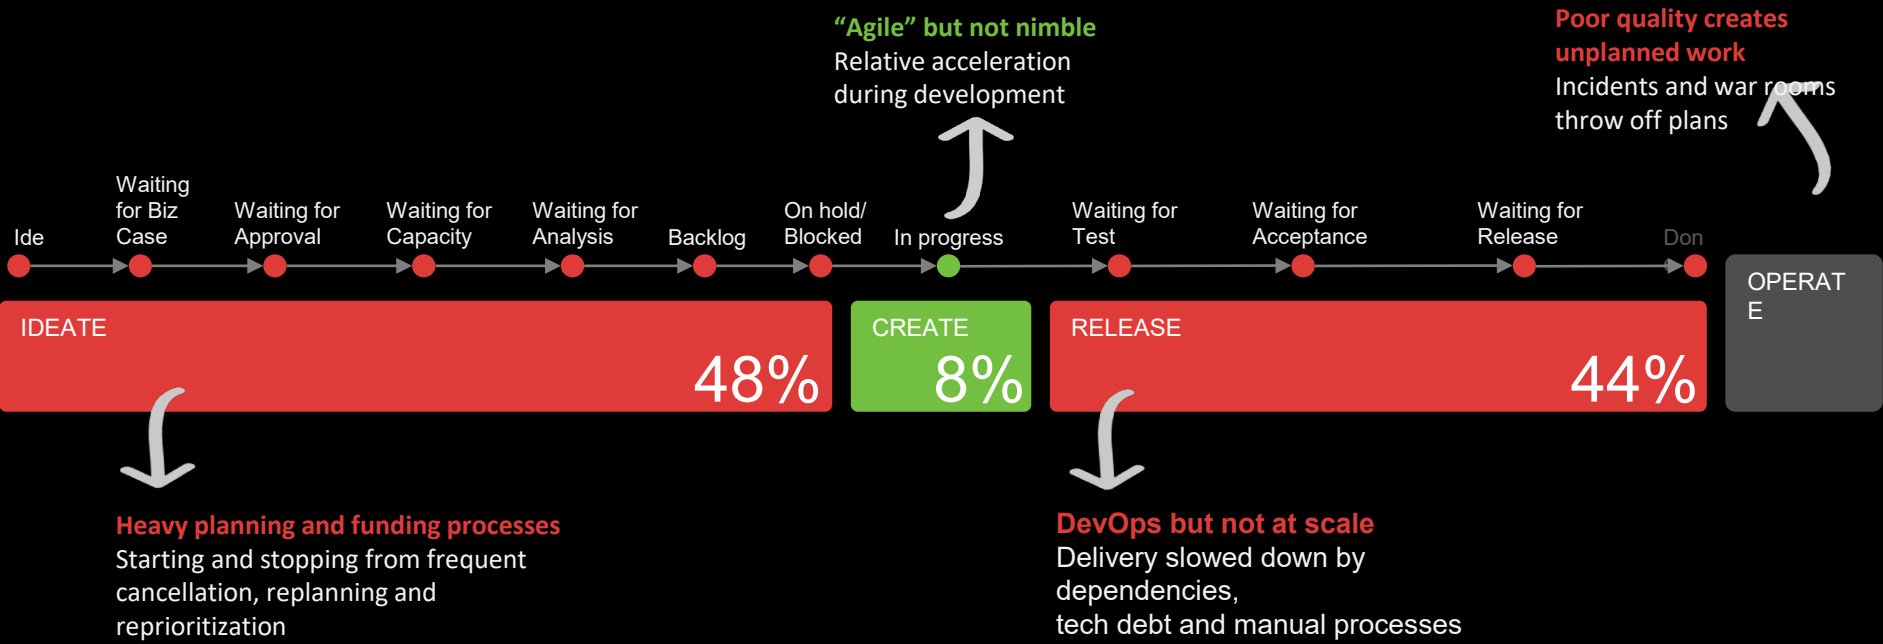 “Agile” but not nimble
Relative acceleration
during development
Poor quality creates
unplanned work
Incidents and war rooms
throw off plans
Ide
Waiting
for Biz
Case
Waiting for
Approval
Waiting for
Capacity
Waiting for
Analysis
Backlog
On hold/
Blocked
In progress
Waiting for
Test
Waiting for
Acceptance
Waiting for
Release
Don
IDEATE
48%
CREATE
8%
RELEASE
44%
OPERAT
E
Heavy planning and funding processes
Starting and stopping from frequent
cancellation, replanning and
reprioritization
DevOps but not at scale
Delivery slowed down by
dependencies,
tech debt and manual processes